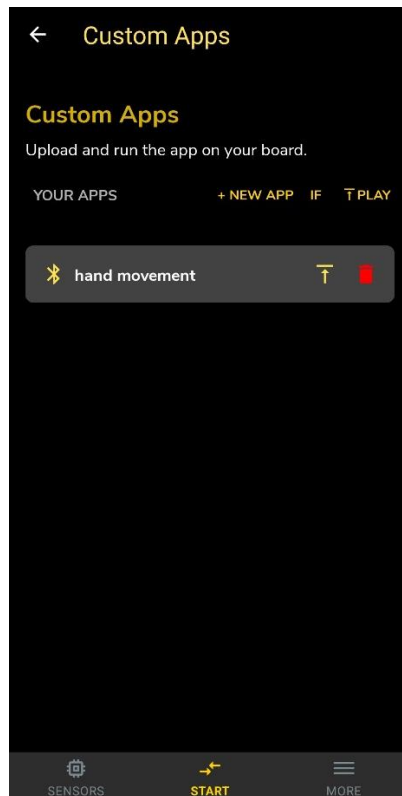 Custom Apps
Custom Apps
Upload and run the app on your board.
YOUR APPS + NEW APP IF PLAY
hand movement
SENSORS START MORE